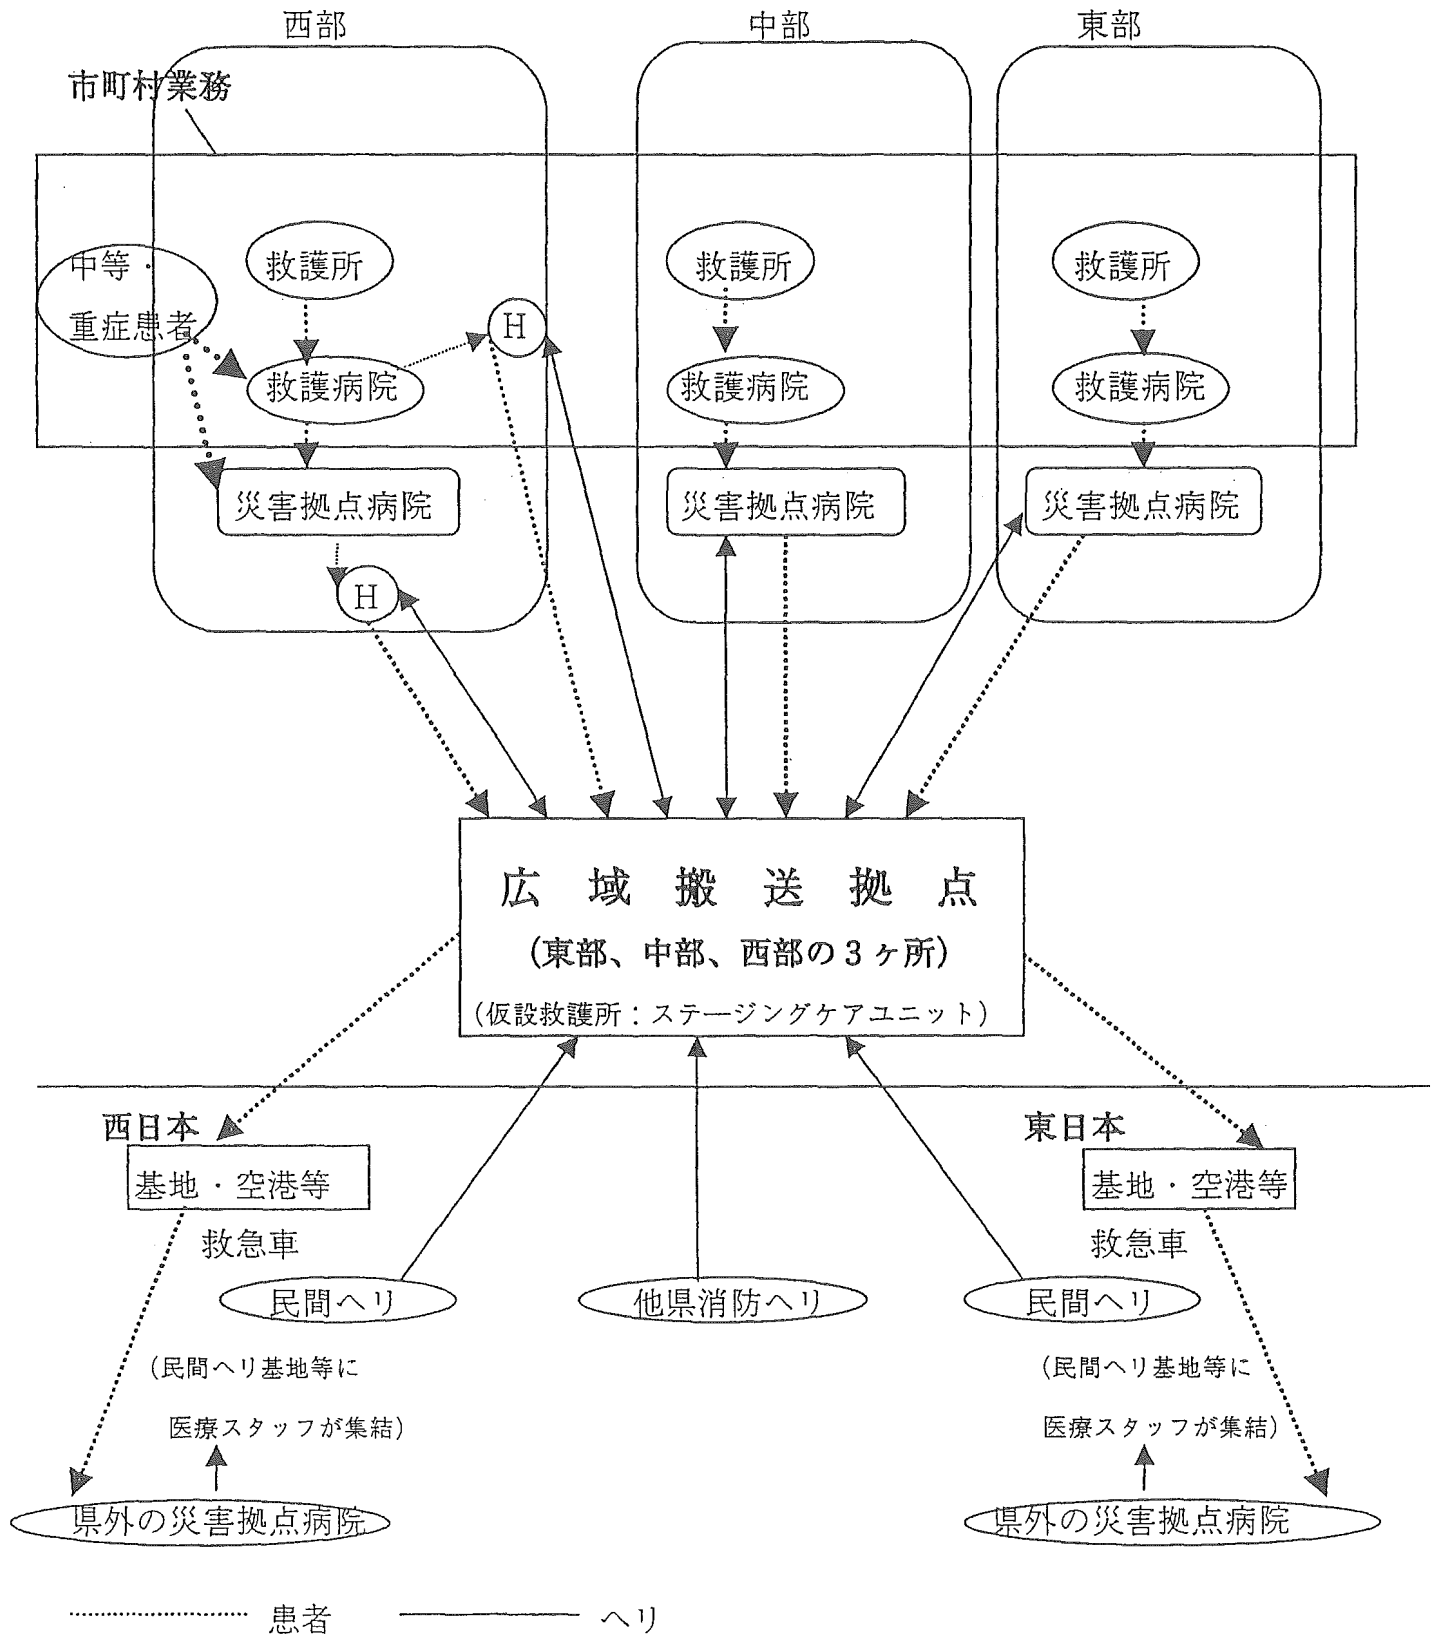 西部
中部
東部
市町村業務
救護所
救護所
救護所
中等・
重症患者
H
救護病院
救護病院
救護病院
災害拠点病院
災害拠点病院
災害拠点病院
H
広域搬送拠点
(東部、中部、西部の3ヶ所)
(仮設救護所:ステージングケアユニット)
西日本
東日本
基地・空港等
基地・空港等
救急車
救急車
民間ヘリ
他県消防ヘリ
民間ヘリ
(民間ヘリ基地等に
医療スタッフが集結)
(民間ヘリ基地等に
医療スタッフが集結)
県外の災害拠点病院
県外の災害拠点病院
患者
ヘリ